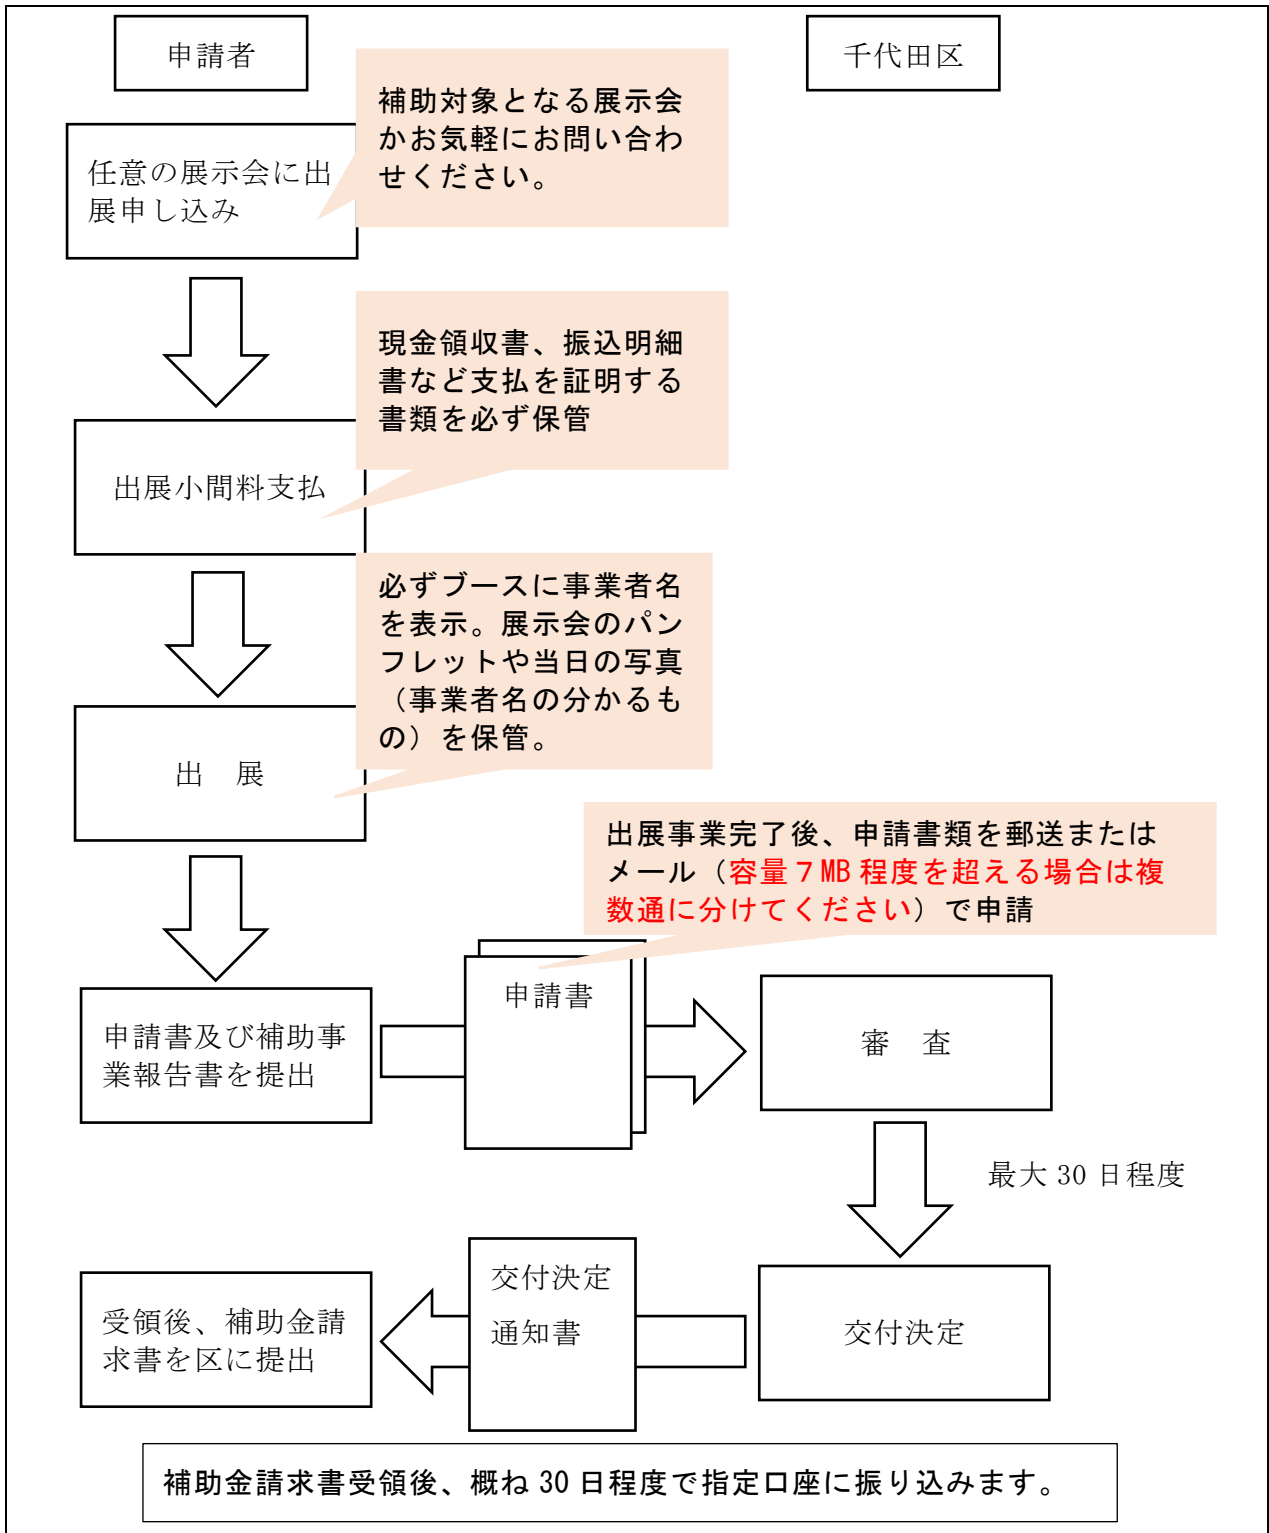 申請者
千代田区
補助対象となる展示会
かお気軽にお問い合わ
せください。
任意の展示会に出
展申し込み
現金領収書、振込明細
書など支払を証明する
書類を必ず保管
出展小間料支払
必ずブースに事業者名
を表示。展示会のパン
フレットや当日の写真
（事業者名の分かるも
の）を保管。
出　展
出展事業完了後、申請書類を郵送または
メール（容量７MB 程度を超える場合は複
数通に分けてください）で申請
申請書及び補助事
業報告書を提出
申請書
審　査
最大 30 日程度
交付決定
交付決定
通知書
受領後、補助金請
求書を区に提出
補助金請求書受領後、概ね 30 日程度で指定口座に振り込みます。